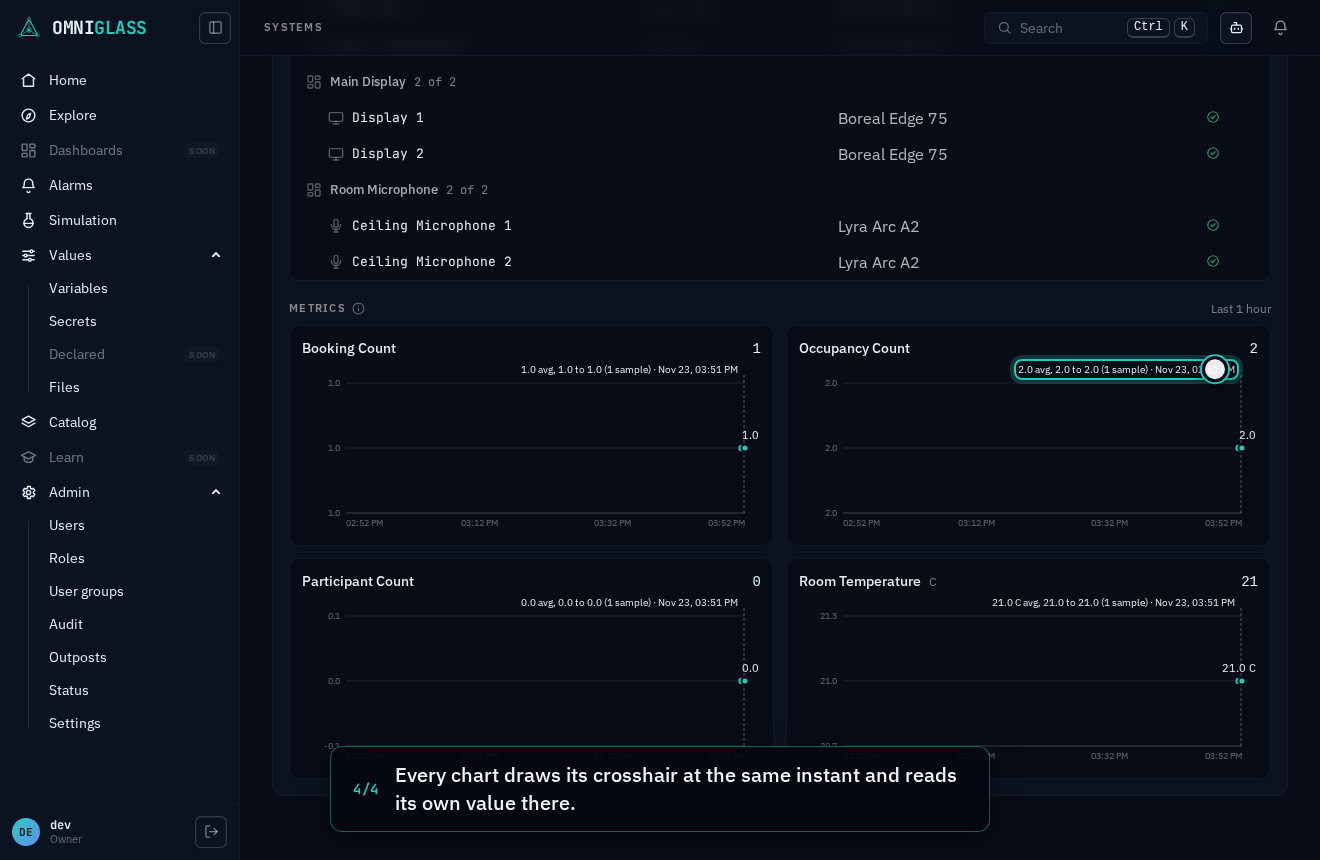 OMNIGLASS
SYSTEMS
Search
Ctrl K
Home
Explore
Dashboards SOON
Alarms
Simulation
Values
Variables
Secrets
Declared SOON
Files
Catalog
Learn SOON
Admin
Users
Roles
User groups
Audit
Outposts
Status
Settings
DE
dev
Owner
Main Display 2 of 2
Display 1 Boreal Edge 75
Display 2 Boreal Edge 75
Room Microphone 2 of 2
Ceiling Microphone 1 Lyra Arc A2
Ceiling Microphone 2 Lyra Arc A2
METRICS
Last 1 hour
Booking Count 1
1.0 avg, 1.0 to 1.0 (1 sample) · Nov 23, 03:51 PM
1.0
1.0
1.0
1.0
02:52 PM 03:12 PM 03:32 PM 03:52 PM
Occupancy Count 2
2.0 avg, 2.0 to 2.0 (1 sample) · Nov 23,
2.0
2.0
2.0
2.0
02:52 PM 03:12 PM 03:32 PM 03:52 PM
Participant Count 0
0.0 avg, 0.0 to 0.0 (1 sample) · Nov 23, 03:51 PM
0.1
0.0
0.0
-0.1
Room Temperature C 21
21.0 C avg, 21.0 to 21.0 (1 sample) · Nov 23, 03:51 PM
21.3
21.0 C
21.0
03:32 PM 03:52 PM
4/4
Every chart draws its crosshair at the same instant and reads
its own value there.